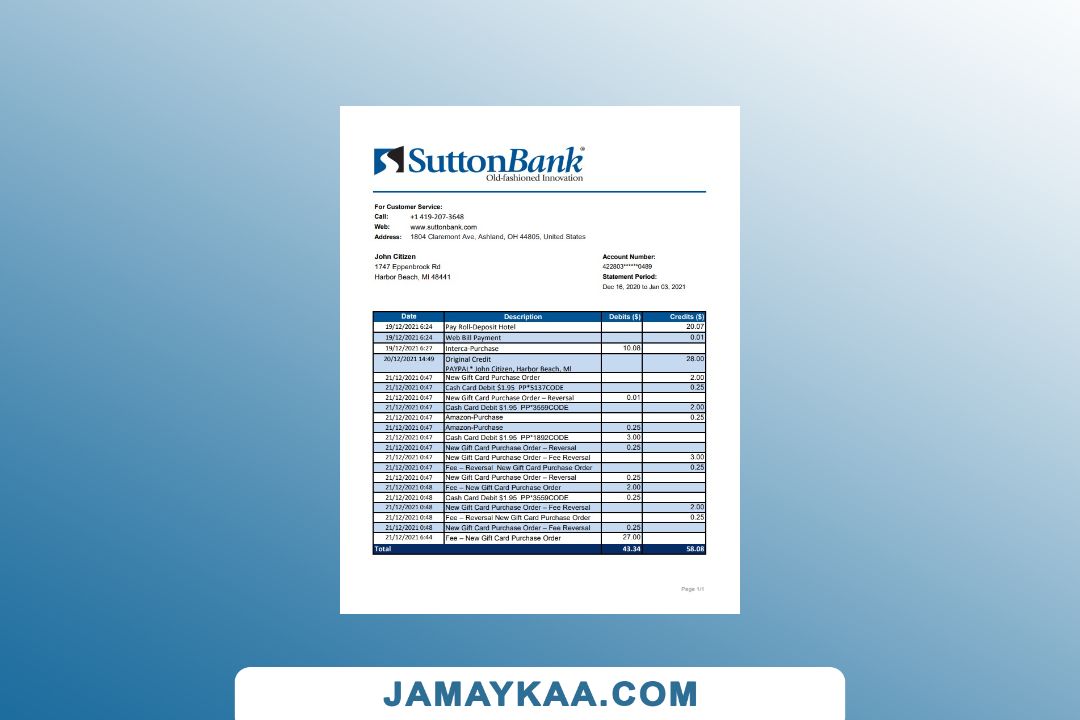 SuttonBank®
Old-fashioned Innovation
For Customer Service:
Call: +1 419-207-3648
Web: www.suttonbank.com
Address: 1804 Claremont Ave, Ashland, OH 44805, United States
John Citizen Account Number:
1747 Eppenbrook Rd 422803******0489
Harbor Beach, MI 48441 Statement Period:
Dec 16, 2020 to Jan 03, 2021
Date Description Debits ($) Credits ($)
19/12/2021 6:24 Pay Roll-Deposit Hotel 20.07
19/12/2021 6:24 Web Bill Payment 0.01
19/12/2021 6:27 Interca-Purchase 10.08
20/12/2021 14:49 Original Credit 28.00
PAYPAL* John Citizen, Harbor Beach, MI
21/12/2021 0:47 New Gift Card Purchase Order 2.00
21/12/2021 0:47 Cash Card Debit $1.95 PP*5137CODE 0.25
21/12/2021 0:47 New Gift Card Purchase Order – Reversal 0.01
21/12/2021 0:47 Cash Card Debit $1.95 PP*3559CODE 2.00
21/12/2021 0:47 Amazon-Purchase 0.25
21/12/2021 0:47 Amazon-Purchase 0.25
21/12/2021 0:47 Cash Card Debit $1.95 PP*1892CODE 3.00
21/12/2021 0:47 New Gift Card Purchase Order – Reversal 0.25
21/12/2021 0:47 New Gift Card Purchase Order – Fee Reversal 3.00
21/12/2021 0:47 Fee – Reversal New Gift Card Purchase Order 0.25
21/12/2021 0:47 New Gift Card Purchase Order – Reversal 0.25
21/12/2021 0:48 Fee – New Gift Card Purchase Order 2.00
21/12/2021 0:48 Cash Card Debit $1.95 PP*3559CODE 0.25
21/12/2021 0:48 New Gift Card Purchase Order – Fee Reversal 2.00
21/12/2021 0:48 Fee – Reversal New Gift Card Purchase Order 0.25
21/12/2021 0:48 New Gift Card Purchase Order – Fee Reversal 0.25
21/12/2021 6:44 Fee – New Gift Card Purchase Order 27.00
Total 43.34 58.08
Page 1/1
JAMAYKAA.COM